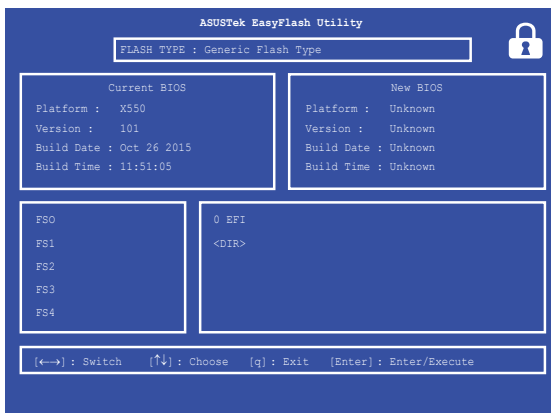 ASUSTek EasyFlash Utility
FLASH TYPE : Generic Flash Type
Current BIOS
Platform : X550
Version : 101
Build Date : Oct 26 2015
Build Time : 11:51:05
New BIOS
Platform : Unknown
Version : Unknown
Build Date : Unknown
Build Time : Unknown
FSO
FS1
FS2
FS3
FS4
0 EFI
<DIR>
[←→] : Switch [↑↓] : Choose [q] : Exit [Enter] : Enter/Execute